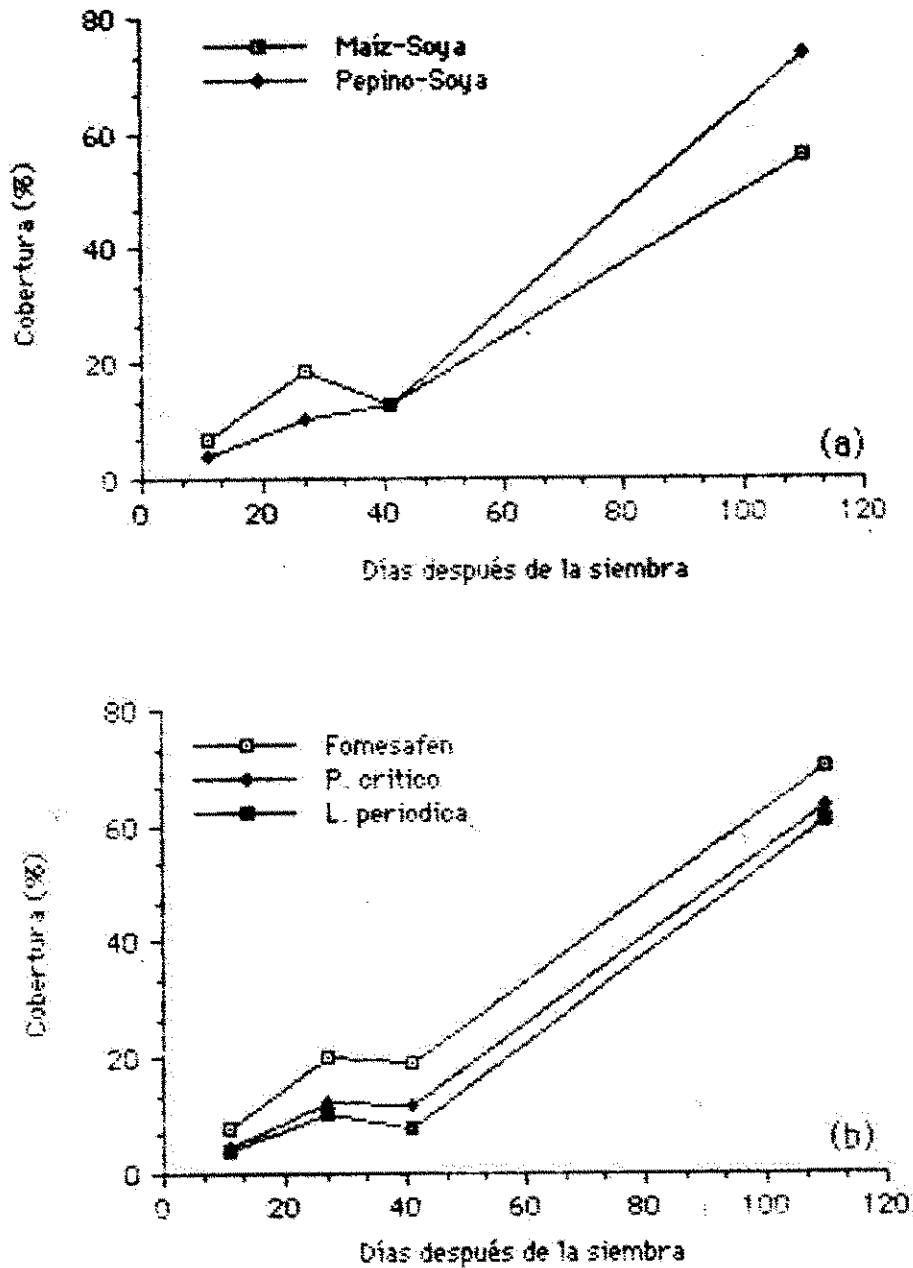 80
60
40
20
0
Cobertura (%)
Maíz-Soya
Pepino-Soya
(a)
0 20 40 60 80 100 120
Días después de la siembra
80
60
40
20
0
Cobertura (%)
Fomesafen
P. critico
L. periodica
(b)
0 20 40 60 80 100 120
Días después de la siembra